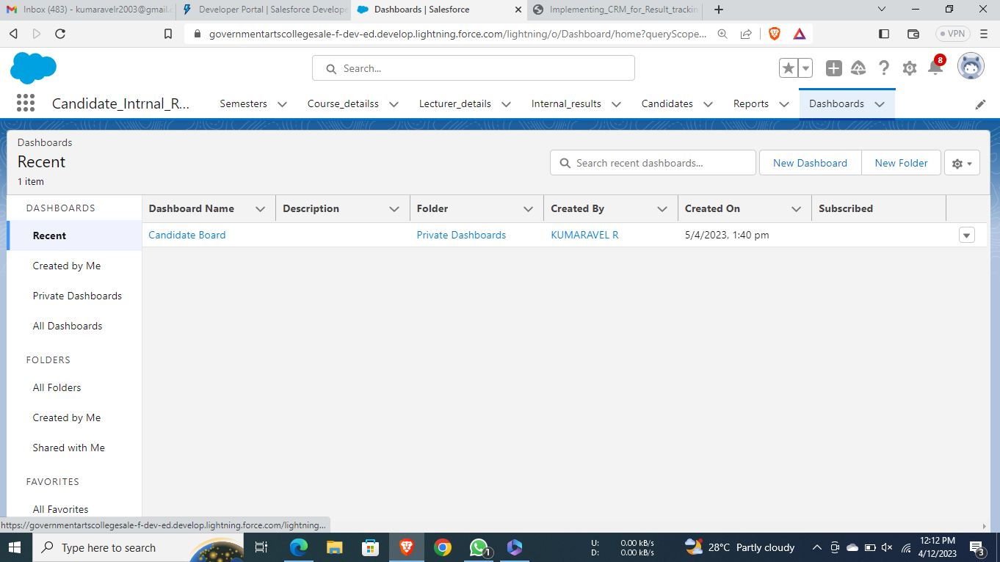 Inbox (483) - kumaravelr2003@gmail.c
Developer Portal | Salesforce Develope
Dashboards | Salesforce
Implementing_CRM_for_Result_trackin
governmentartscollegesale-f-dev-ed.develop.lightning.force.com/lightning/o/Dashboard/home?queryScope...
VPN
Search...
8
Candidate_Intrnal_R...
Semesters
Course_detailss
Lecturer_details
Internal_results
Candidates
Reports
Dashboards
Dashboards
Recent
1 item
Search recent dashboards...
New Dashboard
New Folder
DASHBOARDS
Recent
Created by Me
Private Dashboards
All Dashboards
FOLDERS
All Folders
Created by Me
Shared with Me
FAVORITES
All Favorites
Dashboard Name
Description
Folder
Created By
Created On
Subscribed
Candidate Board
Private Dashboards
KUMARAVEL R
5/4/2023, 1:40 pm
https://governmentartscollegesale-f-dev-ed.develop.lightning.force.com/lightning...
Type here to search
1
U: 0.00 kB/s
D: 0.00 kB/s
28°C Partly cloudy
12:12 PM
4/12/2023
3